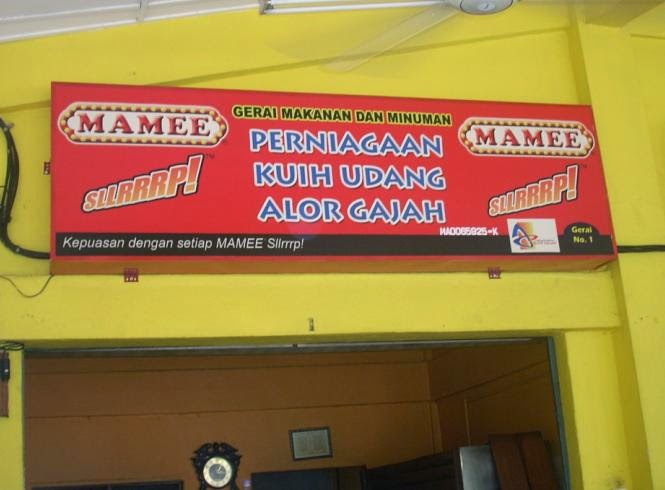 MAMEE
GERAI MAKANAN DAN MINUMAN
MAMEE
PERNIAGAAN
KUIH UDANG
ALOR GAJAH
SLLRRRP!
TM
SLLRRRP!
MA0065925-K
Gerai
No. 1
Kepuasan dengan setiap MAMEE Sllrrrp!